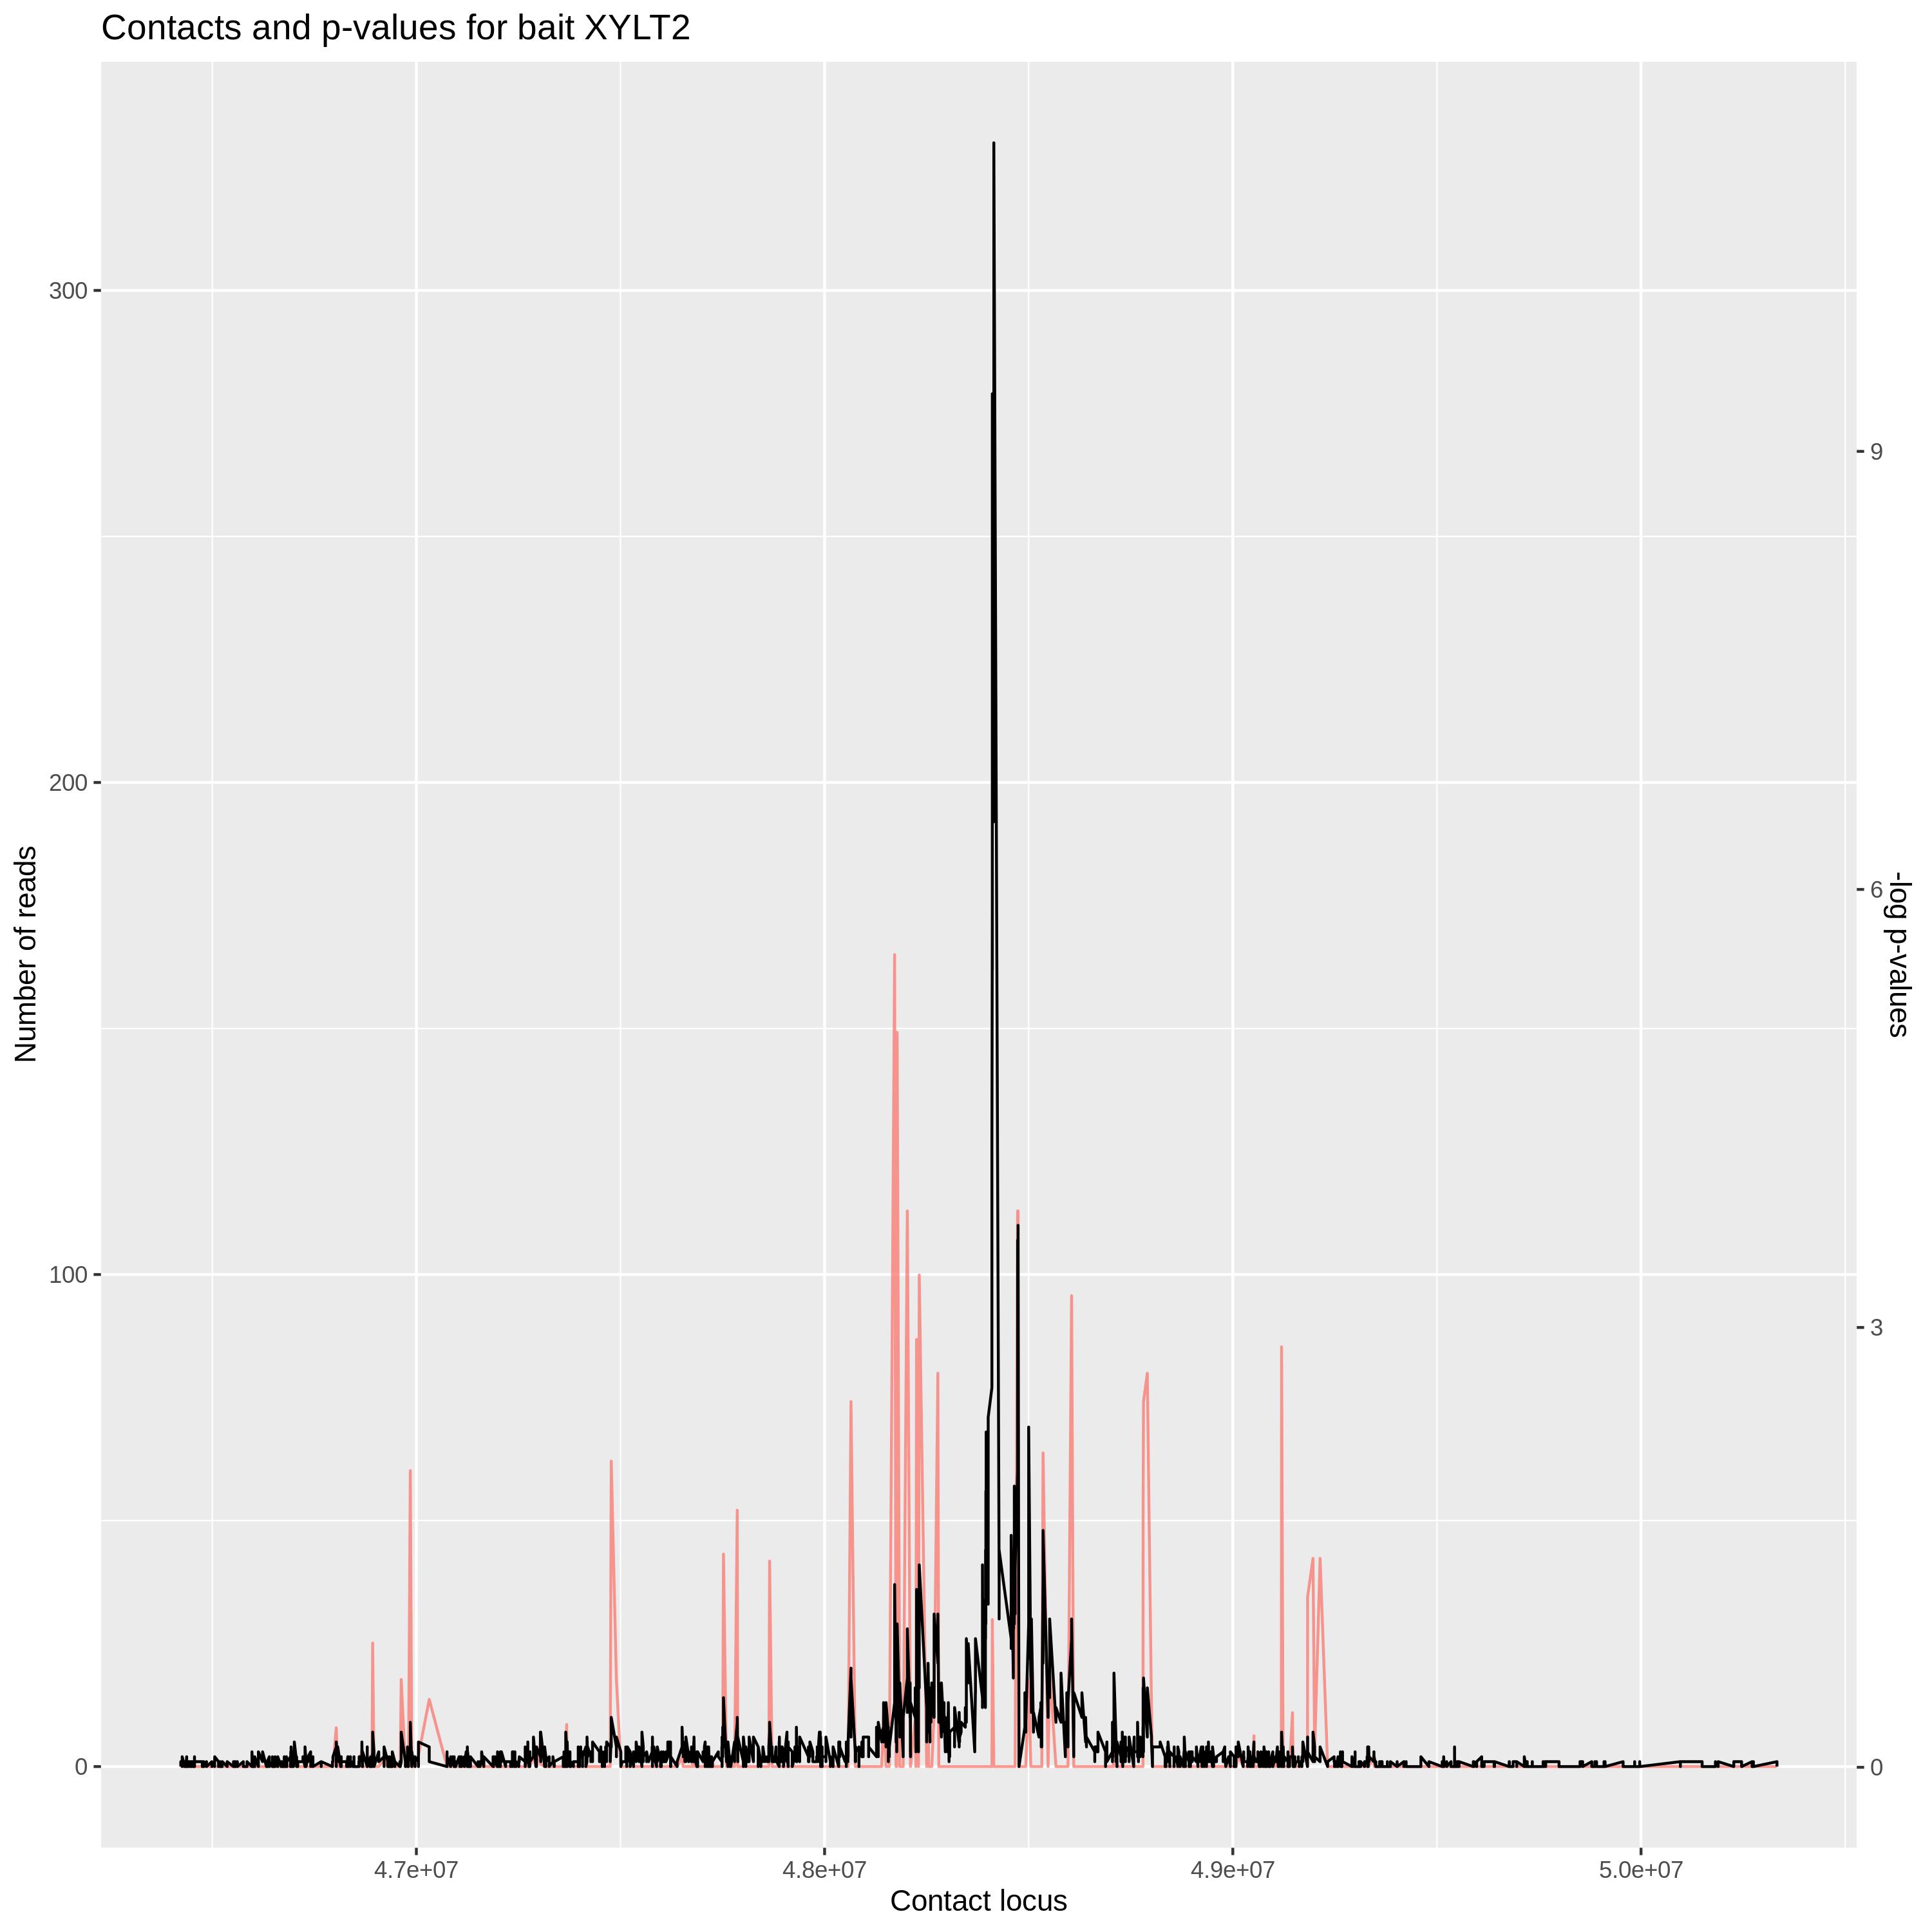 Contacts and p-values for bait XYLT2
300
200
100
0
Number of reads
9
6
3
0
-log p-values
4.7e+07
4.8e+07
4.9e+07
5.0e+07
Contact locus